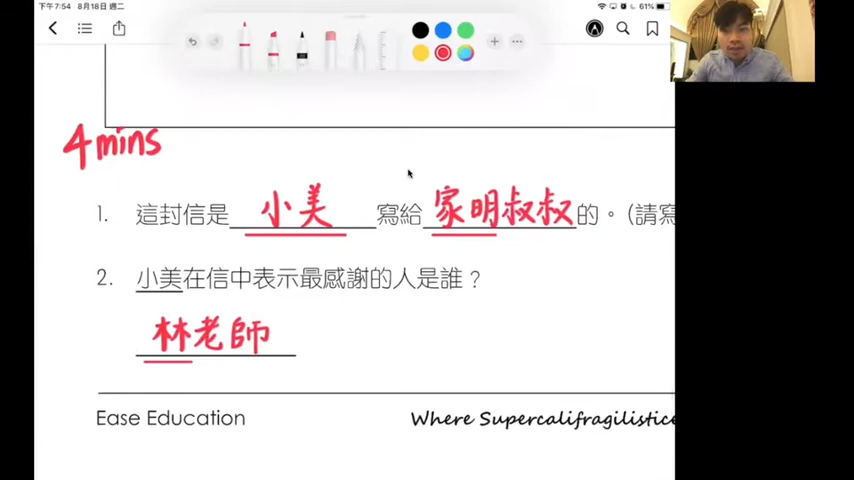 下午7:54 8月18日 週二 61%
4mins
1. 這封信是小美寫給家明叔叔的。(請寫
2. 小美在信中表示最感謝的人是誰？
林老師
Ease Education Where Supercalifragilistice